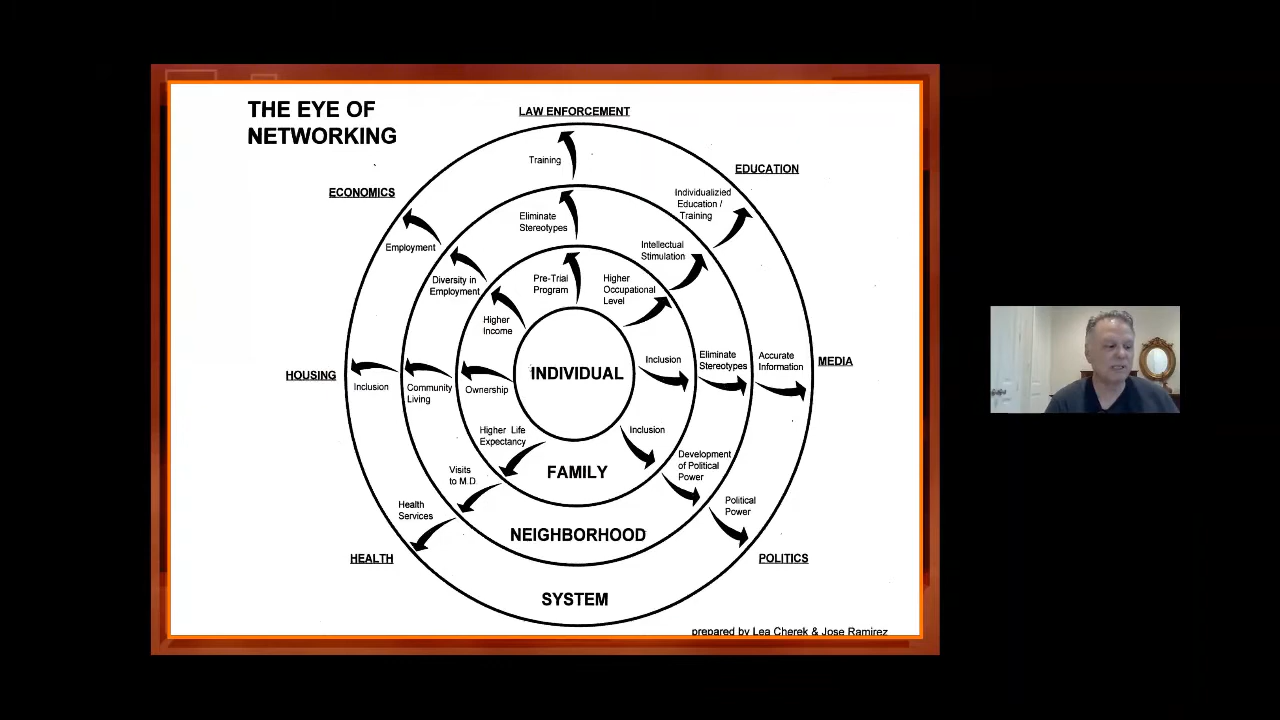 THE EYE OF
NETWORKING
LAW ENFORCEMENT
EDUCATION
ECONOMICS
Training
Individualizied
Education /
Training
Employment
Eliminate
Stereotypes
Intellectual
Stimulation
Diversity in
Employment
Pre-Trial
Program
Higher
Occupational
Level
Higher
Income
HOUSING
Inclusion
Community
Living
Ownership
INDIVIDUAL
Inclusion
Eliminate
Stereotypes
Accurate
Information
MEDIA
Higher Life
Expectancy
Inclusion
Visits
to M.D.
FAMILY
Development
of Political
Power
Health
Services
Political
Power
NEIGHBORHOOD
HEALTH
POLITICS
SYSTEM
prepared by Lea Cherek & Jose Ramirez